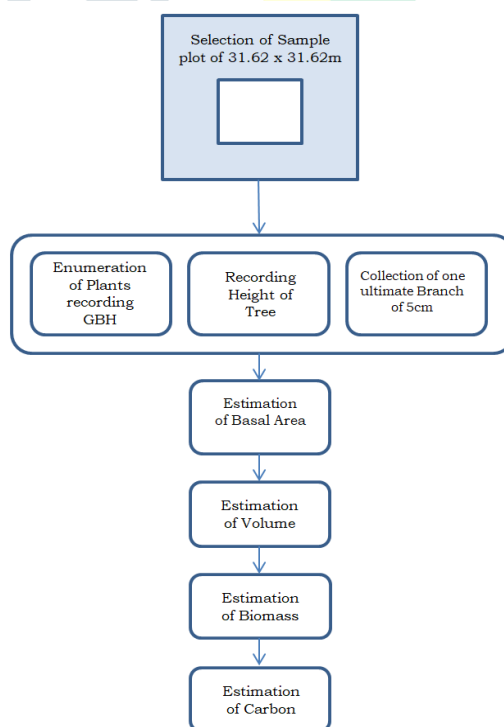 Selection of Sample
plot of 31.62 x 31.62m
Enumeration
of Plants
recording
GBH
Recording
Height of
Tree
Collection of one
ultimate Branch
of 5cm
Estimation
of Basal Area
Estimation
of Volume
Estimation
of Biomass
Estimation
of Carbon